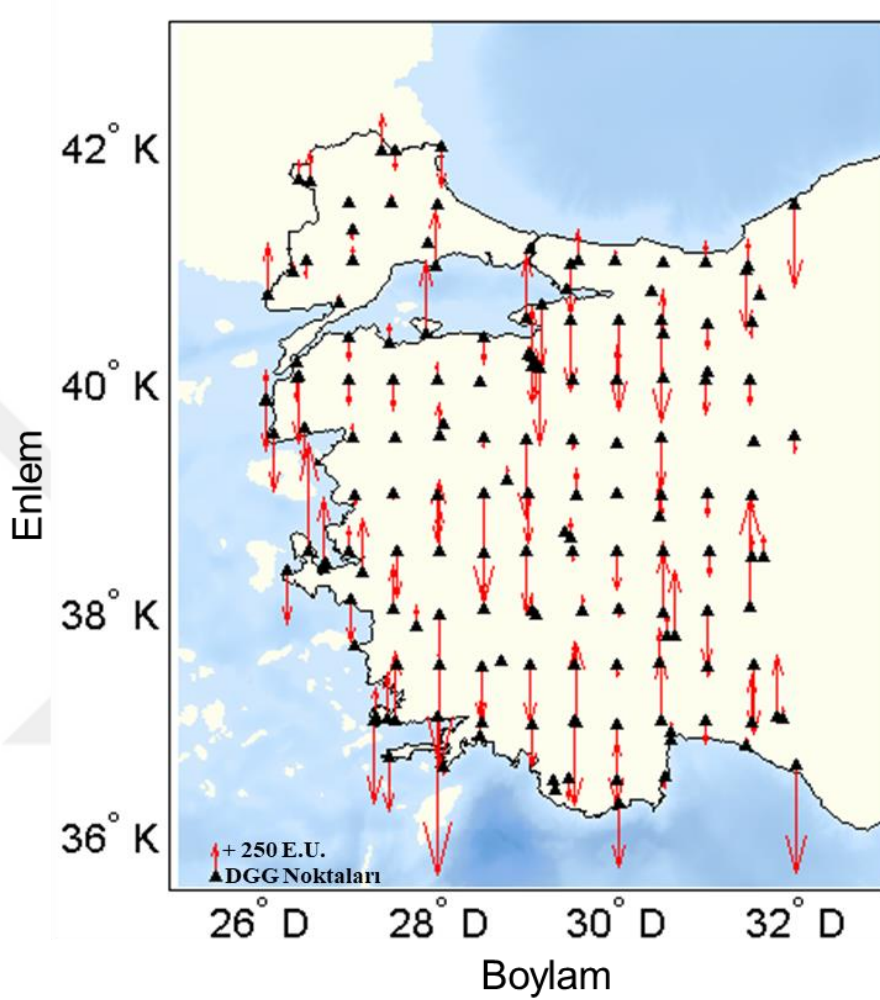 42° K
40° K
Enlem
38° K
36° K
+ 250 E.U.
DGG Noktaları
26° D 28° D 30° D 32° D
Boylam